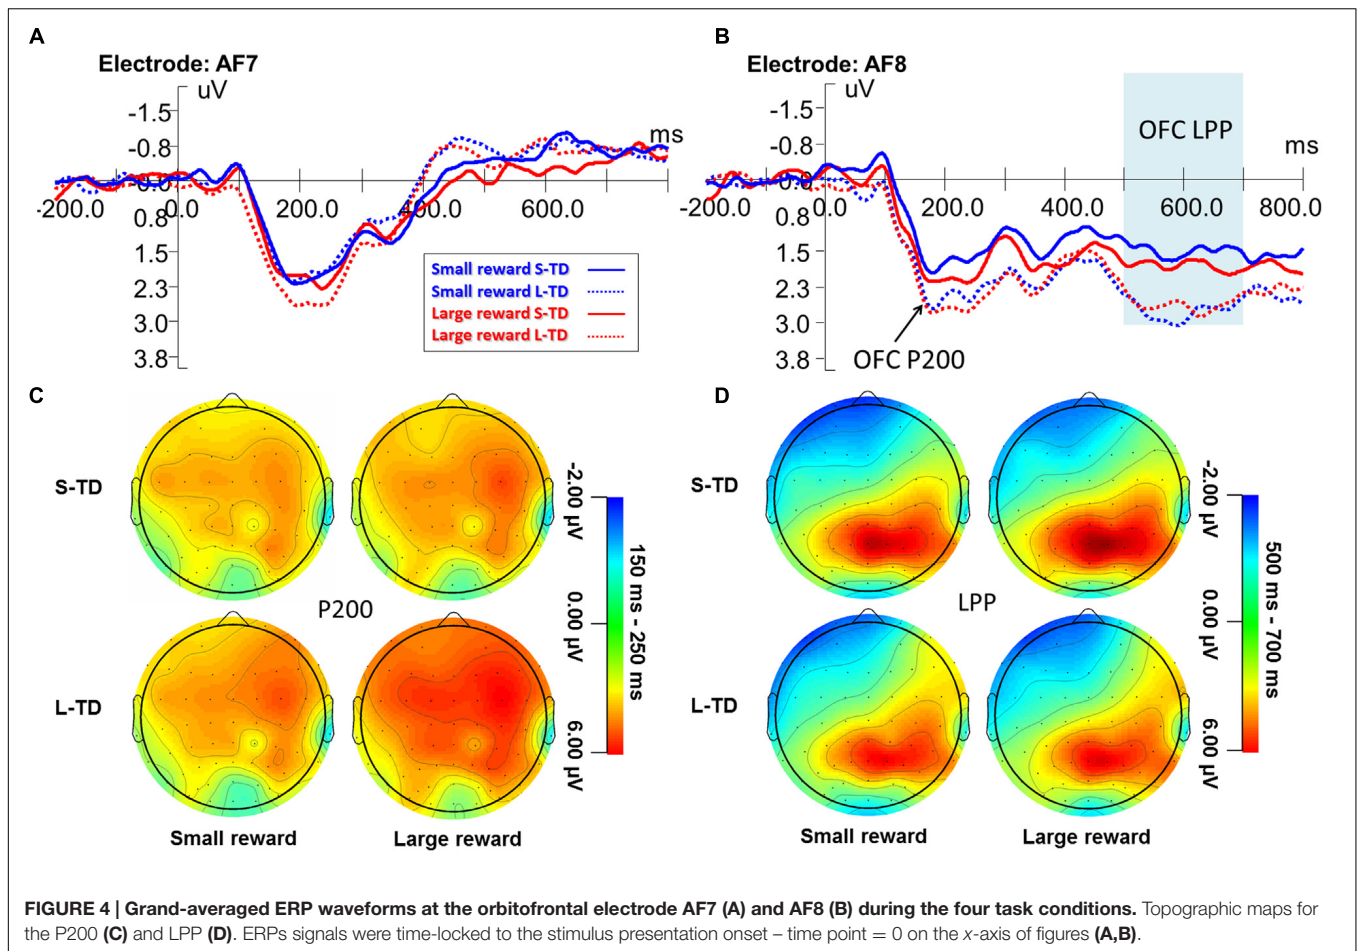 A
Electrode: AF7
uV
-1.5
-0.8
0.0
0.8
1.5
2.3
3.0
3.8
-200.0 0.0 200.0 400.0 600.0
ms
Small reward S-TD
Small reward L-TD
Large reward S-TD
Large reward L-TD
B
Electrode: AF8
uV
-1.5
-0.8
0.0
0.8
1.5
2.3
3.0
3.8
-200.0 0.0 200.0 400.0 600.0 800.0
ms
OFC LPP
OFC P200
C
S-TD
P200
L-TD
Small reward Large reward
-2.00 µV
0.00 µV
6.00 µV
150 ms - 250 ms
D
S-TD
LPP
L-TD
Small reward Large reward
-2.00 µV
0.00 µV
6.00 µV
500 ms - 700 ms
FIGURE 4 | Grand-averaged ERP waveforms at the orbitofrontal electrode AF7 (A) and AF8 (B) during the four task conditions. Topographic maps for
the P200 (C) and LPP (D). ERPs signals were time-locked to the stimulus presentation onset – time point = 0 on the x-axis of figures (A,B).